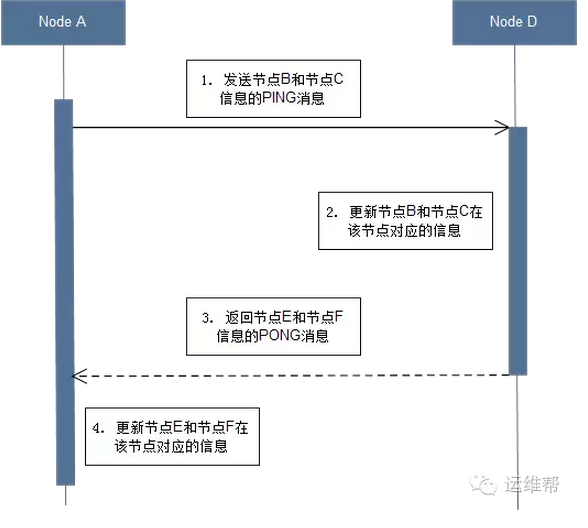 Node A
Node D
1. 发送节点B和节点C
信息的PING消息
2. 更新节点B和节点C在
该节点对应的信息
3. 返回节点E和节点F
信息的PONG消息
4. 更新节点E和节点F在
该节点对应的信息
运维帮